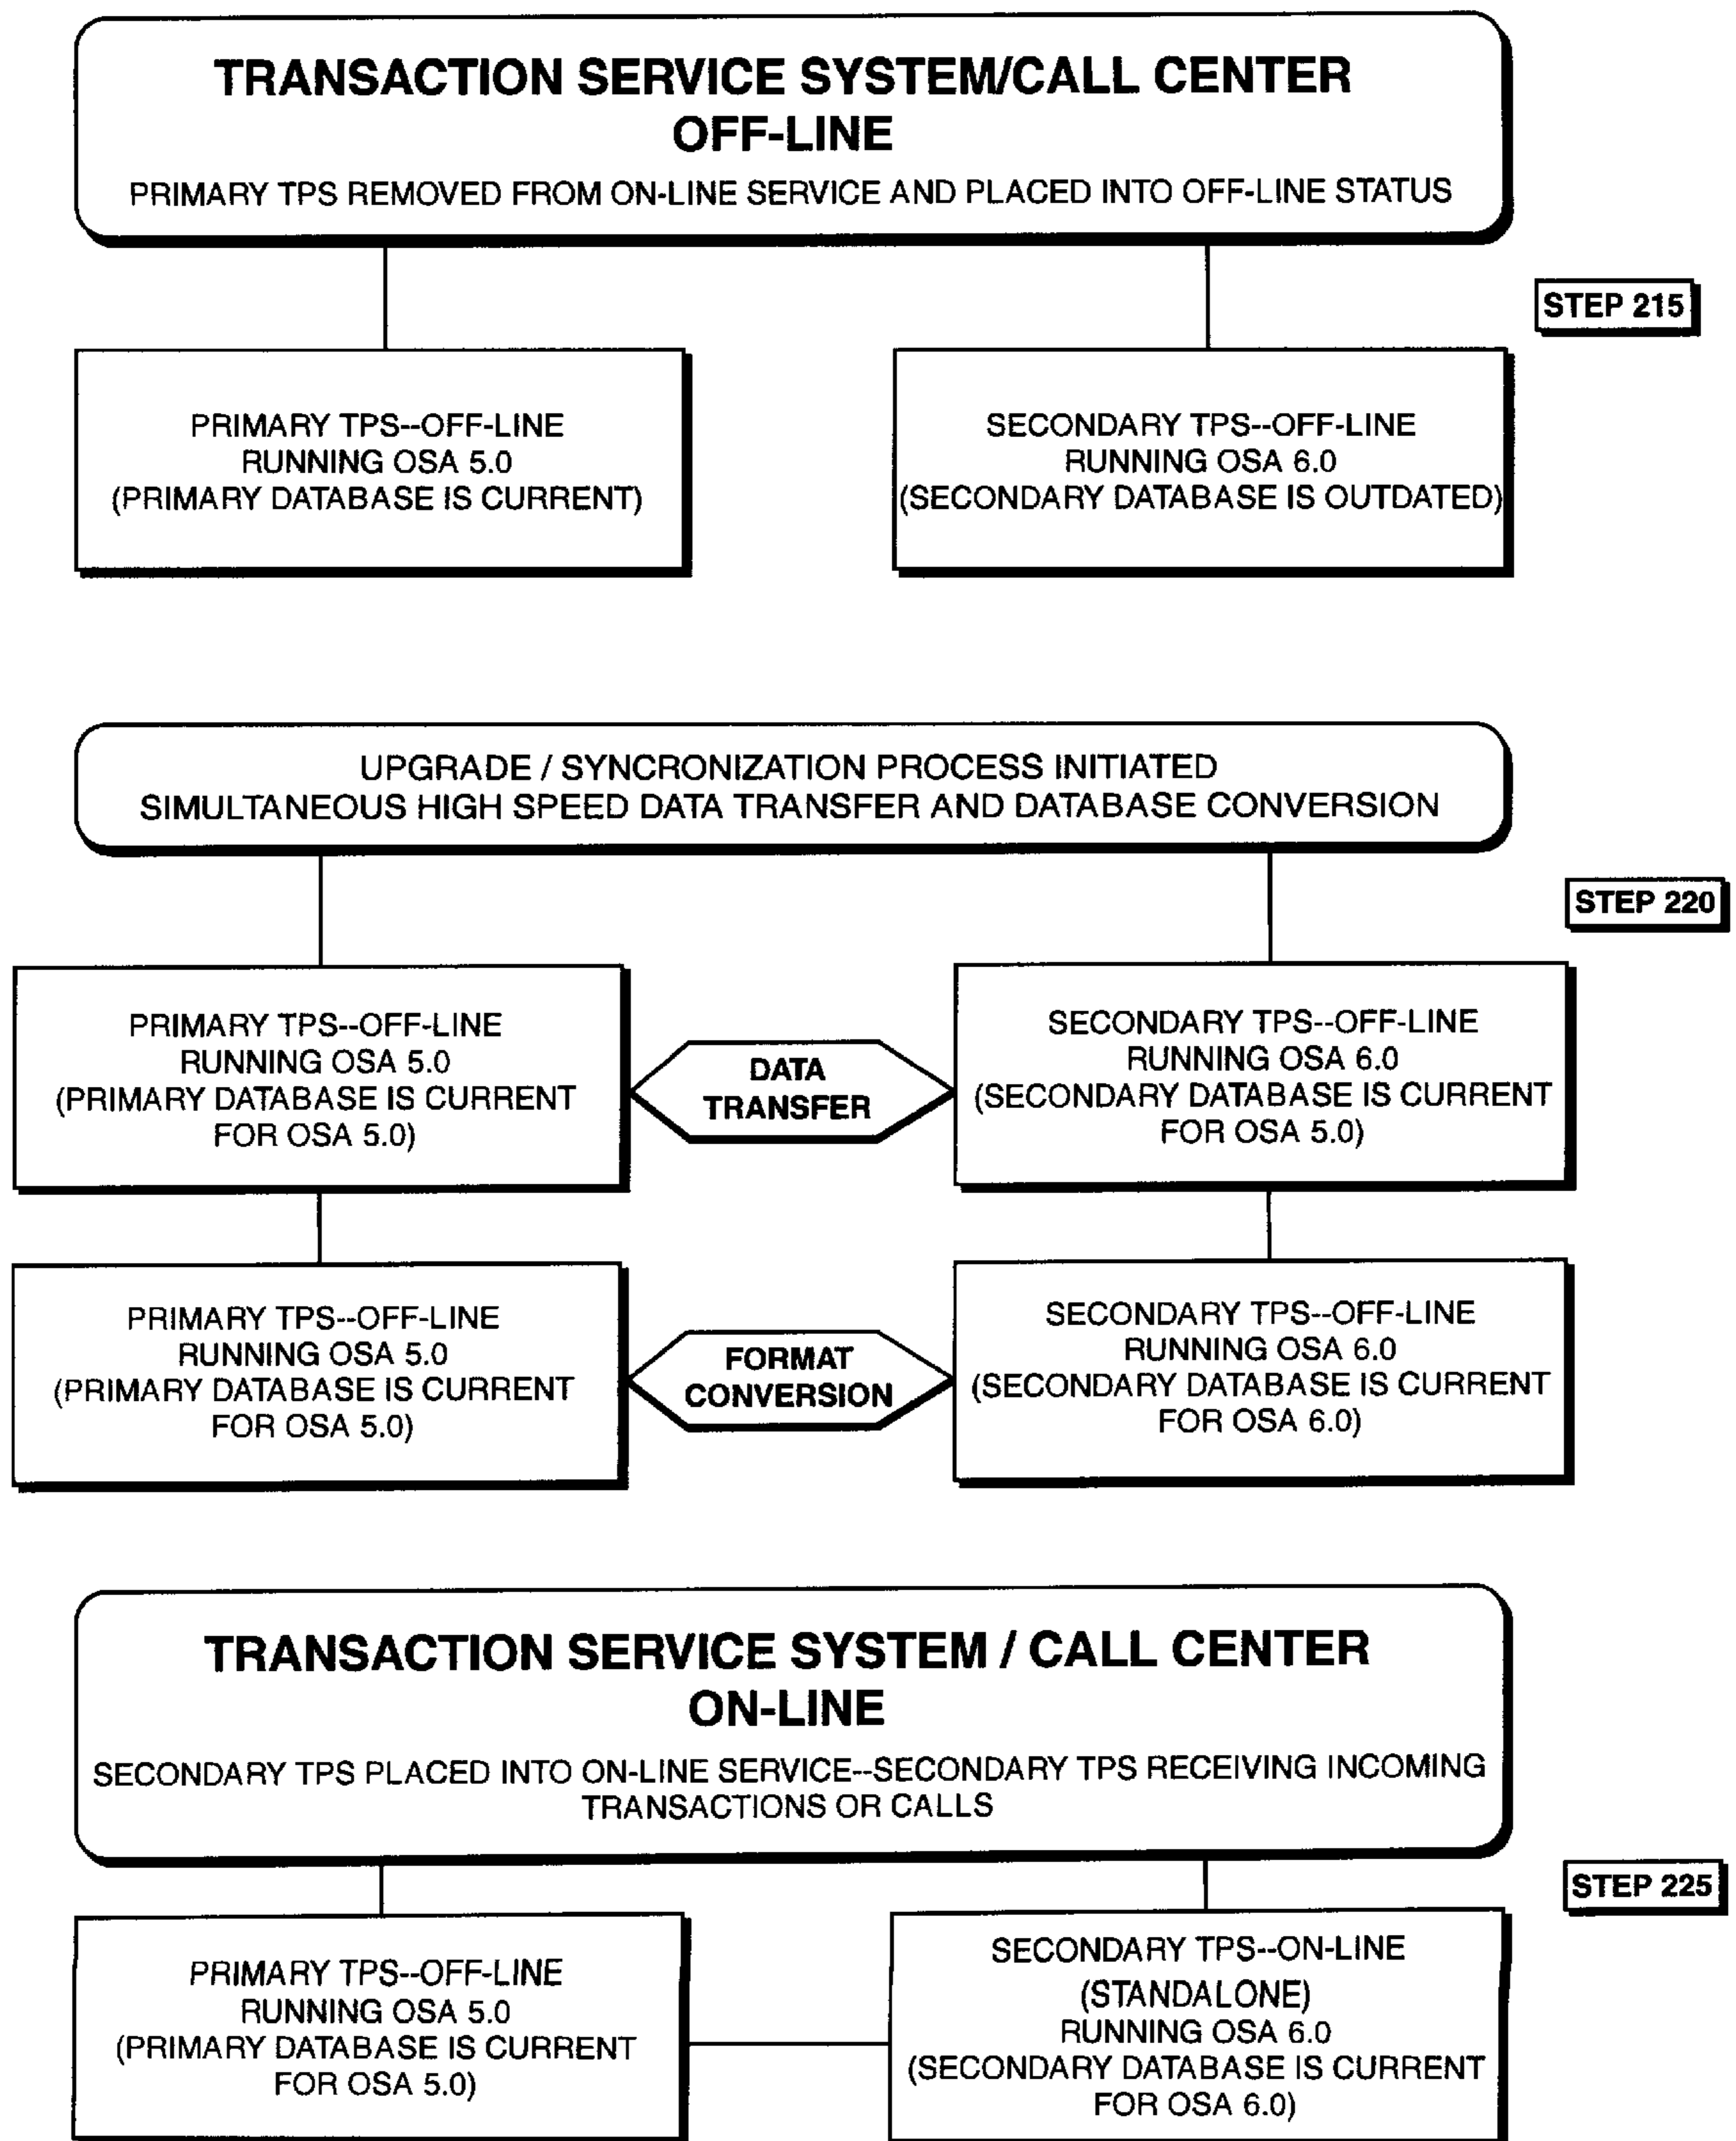 TRANSACTION SERVICE SYSTEM/CALL CENTER
OFF-LINE
PRIMARY TPS REMOVED FROM ON-LINE SERVICE AND PLACED INTO OFF-LINE STATUS
STEP 215
PRIMARY TPS--OFF-LINE
RUNNING OSA 5.0
(PRIMARY DATABASE IS CURRENT)
SECONDARY TPS--OFF-LINE
RUNNING OSA 6.0
(SECONDARY DATABASE IS OUTDATED)
UPGRADE / SYNCRONIZATION PROCESS INITIATED
SIMULTANEOUS HIGH SPEED DATA TRANSFER AND DATABASE CONVERSION
STEP 220
PRIMARY TPS--OFF-LINE
RUNNING OSA 5.0
(PRIMARY DATABASE IS CURRENT
FOR OSA 5.0)
DATA
TRANSFER
SECONDARY TPS--OFF-LINE
RUNNING OSA 6.0
(SECONDARY DATABASE IS CURRENT
FOR OSA 5.0)
PRIMARY TPS--OFF-LINE
RUNNING OSA 5.0
(PRIMARY DATABASE IS CURRENT
FOR OSA 5.0)
FORMAT
CONVERSION
SECONDARY TPS--OFF-LINE
RUNNING OSA 6.0
(SECONDARY DATABASE IS CURRENT
FOR OSA 6.0)
TRANSACTION SERVICE SYSTEM / CALL CENTER
ON-LINE
SECONDARY TPS PLACED INTO ON-LINE SERVICE--SECONDARY TPS RECEIVING INCOMING
TRANSACTIONS OR CALLS
STEP 225
PRIMARY TPS--OFF-LINE
RUNNING OSA 5.0
(PRIMARY DATABASE IS CURRENT
FOR OSA 5.0)
SECONDARY TPS--ON-LINE
(STANDALONE)
RUNNING OSA 6.0
(SECONDARY DATABASE IS CURRENT
FOR OSA 6.0)